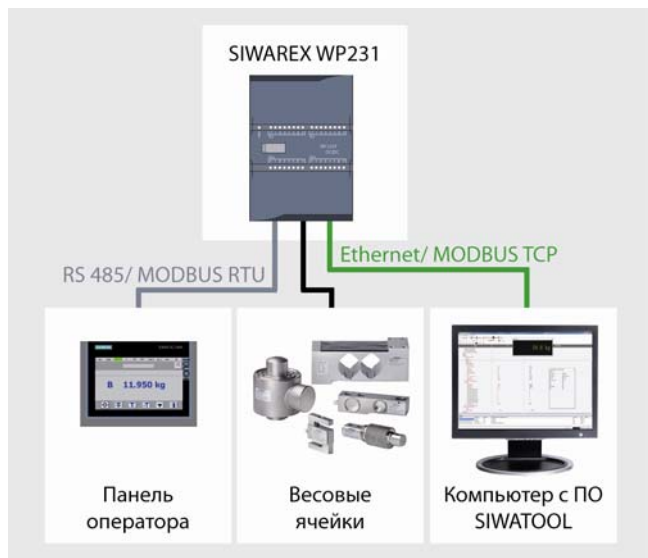 SIWAREX WP231
Ethernet/ MODBUS TCP
RS 485/ MODBUS RTU
SIEMENS
B 11.950 kg
Панель
оператора
Весовые
ячейки
Компьютер с ПО
SIWATOOL